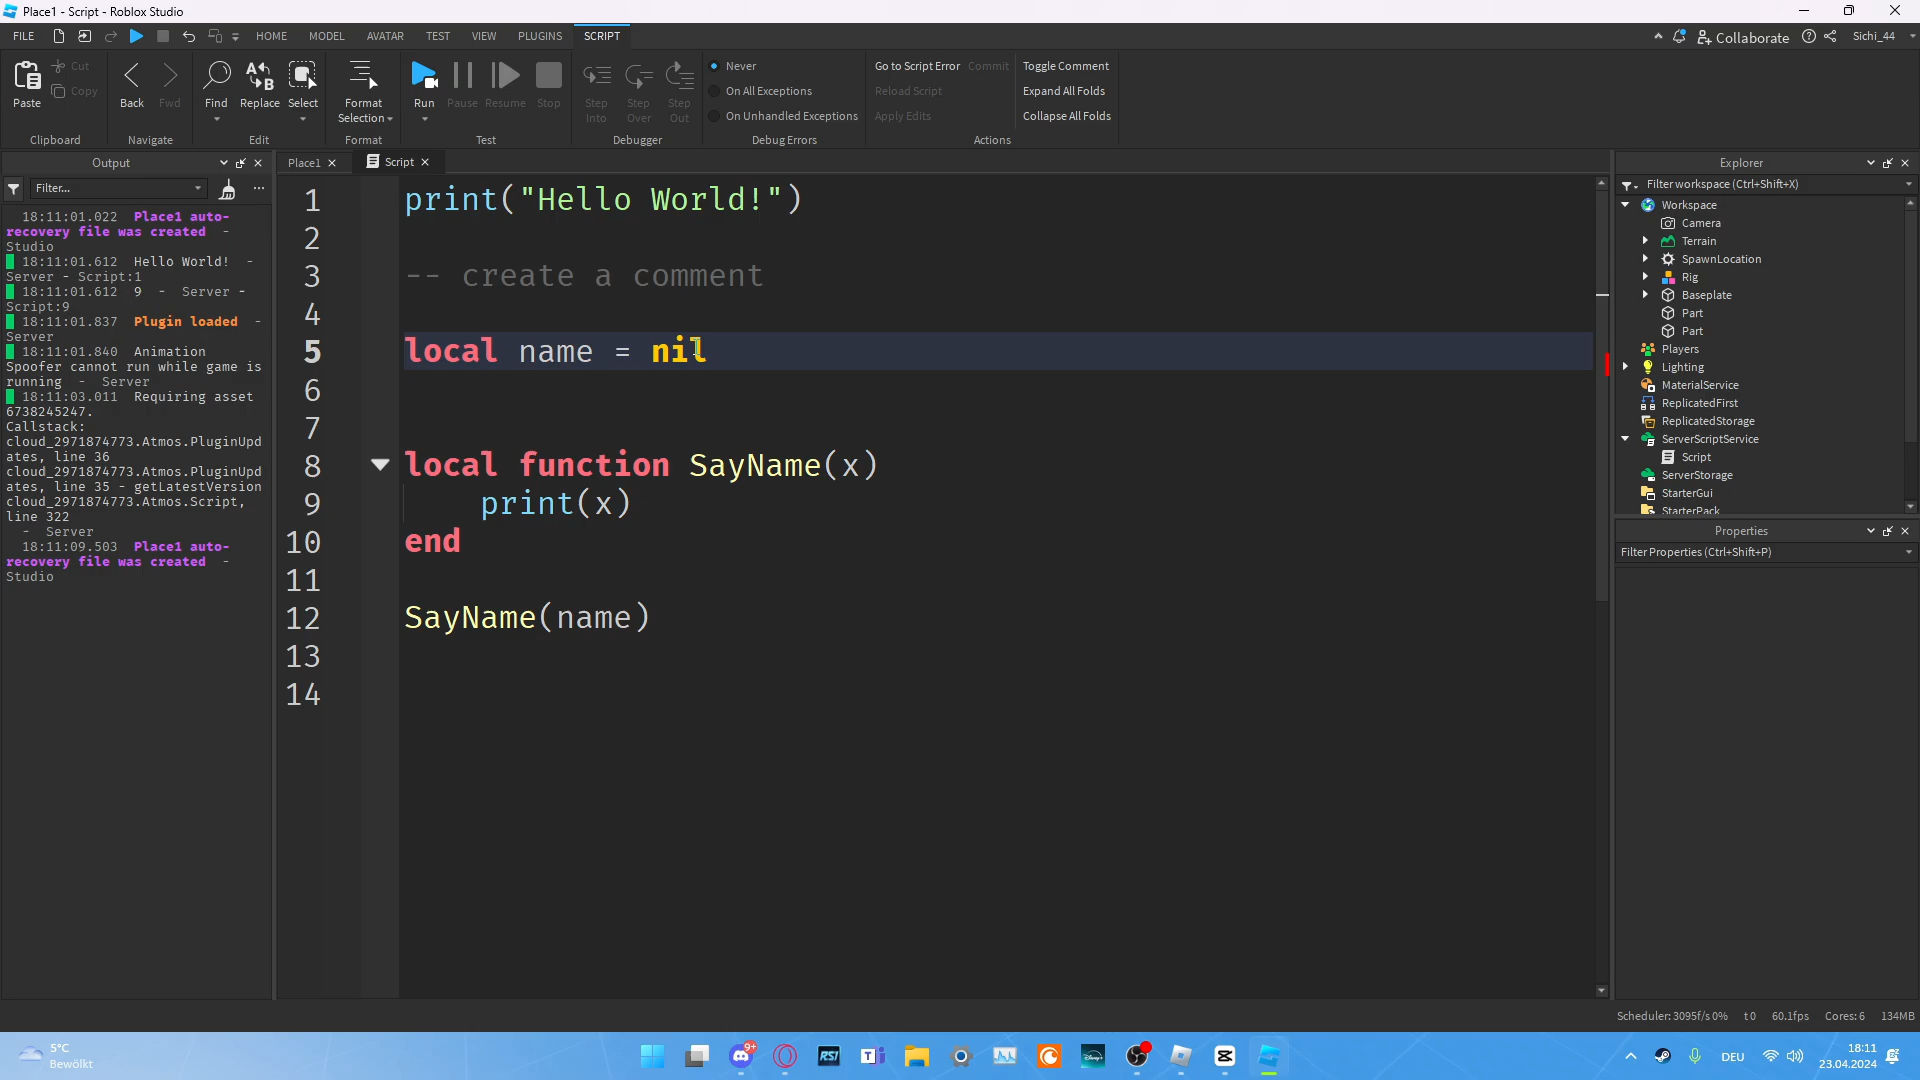 Place1 - Script - Roblox Studio
FILE HOME MODEL AVATAR TEST VIEW PLUGINS SCRIPT Collaborate Sichi_44
Paste Cut Copy Back Fwd Find Replace Select Format Selection Run Pause Resume Stop Step Into Step Over Step Out
Never
On All Exceptions
On Unhandled Exceptions
Go to Script Error Commit
Reload Script
Apply Edits
Toggle Comment
Expand All Folds
Collapse All Folds
Clipboard Navigate Edit Format Test Debugger Debug Errors Actions
Output
Filter...
18:11:01.022 Place1 auto-
recovery file was created -
Studio
18:11:01.612 Hello World! -
Server - Script:1
18:11:01.612 9 - Server -
Script:9
18:11:01.837 Plugin loaded -
Server
18:11:01.840 Animation
Spoofer cannot run while game is
running - Server
18:11:03.011 Requiring asset
6738245247.
Callstack:
cloud_2971874773.Atmos.PluginUpd
ates, line 36
cloud_2971874773.Atmos.PluginUpd
ates, line 35 - getLatestVersion
cloud_2971874773.Atmos.Script,
line 322
- Server
18:11:09.503 Place1 auto-
recovery file was created -
Studio
Place1 Script
1 print("Hello World!")
2
3 -- create a comment
4
5 local name = nil
6
7
8 local function SayName(x)
9 print(x)
10 end
11
12 SayName(name)
13
14
Explorer
Filter workspace (Ctrl+Shift+X)
Workspace
Camera
Terrain
SpawnLocation
Rig
Baseplate
Part
Part
Players
Lighting
MaterialService
ReplicatedFirst
ReplicatedStorage
ServerScriptService
Script
ServerStorage
StarterGui
StarterPack
Properties
Filter Properties (Ctrl+Shift+P)
Scheduler: 3095f/s 0% t 0 60.1fps Cores: 6 134MB
5°C
Bewölkt
9+
RSI
DEU
18:11
23.04.2024